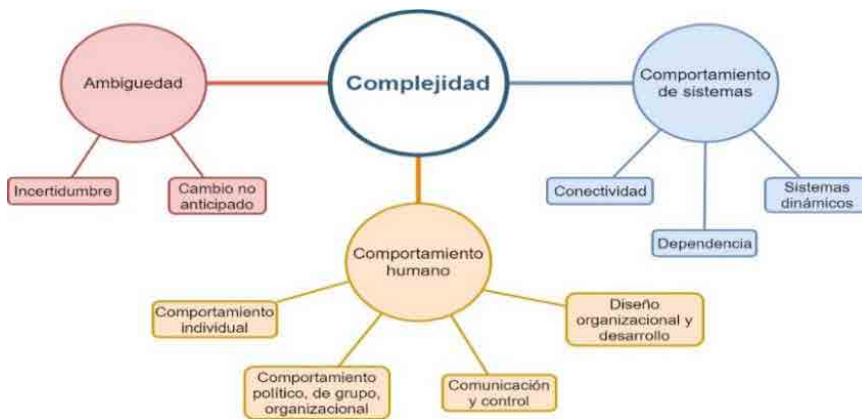 Complejidad
Ambiguedad
Incertidumbre
Cambio no
anticipado
Comportamiento
de sistemas
Conectividad
Dependencia
Sistemas
dinámicos
Comportamiento
humano
Comportamiento
individual
Comportamiento
político, de grupo,
organizacional
Comunicación
y control
Diseño
organizacional y
desarrollo